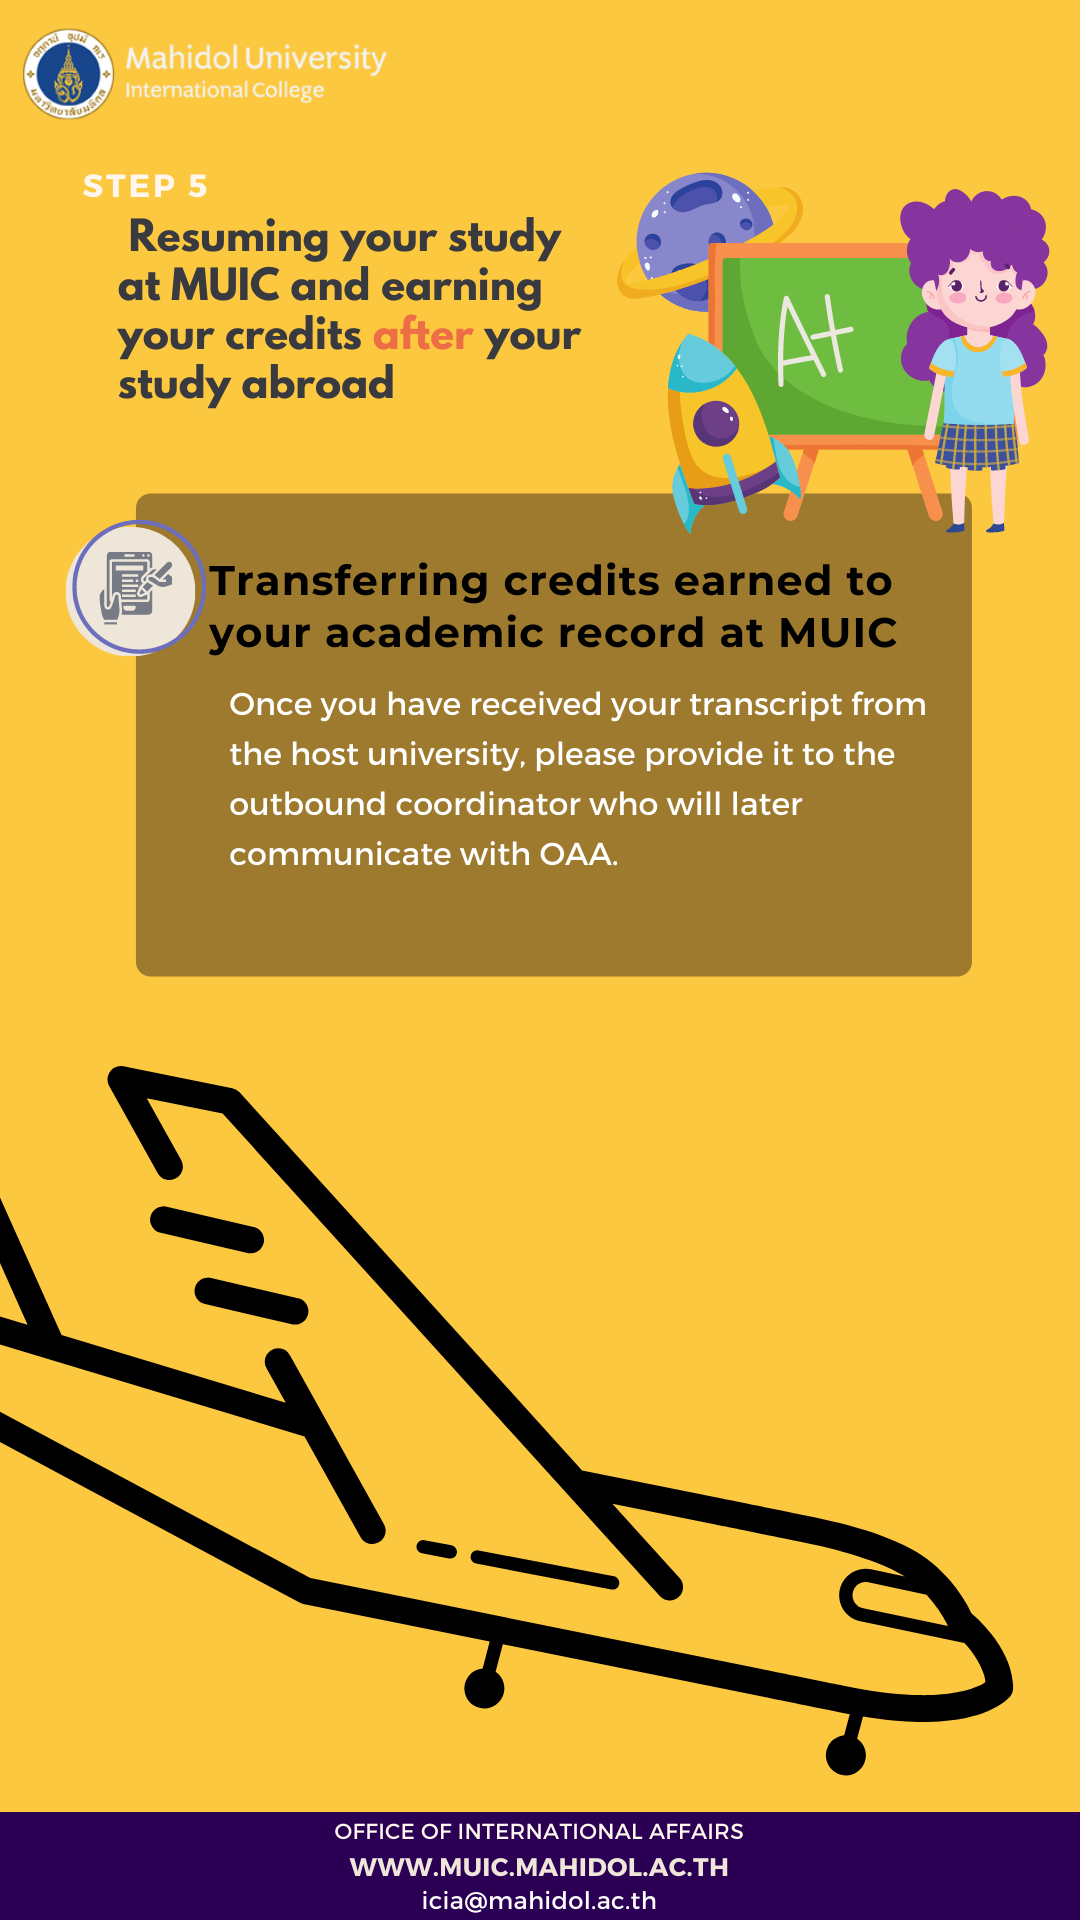 Mahidol University
International College
STEP 5
Resuming your study
at MUIC and earning
your credits after your
study abroad
A+
Transferring credits earned to
your academic record at MUIC
Once you have received your transcript from
the host university, please provide it to the
outbound coordinator who will later
communicate with OAA.
OFFICE OF INTERNATIONAL AFFAIRS
WWW.MUIC.MAHIDOL.AC.TH
icia@mahidol.ac.th